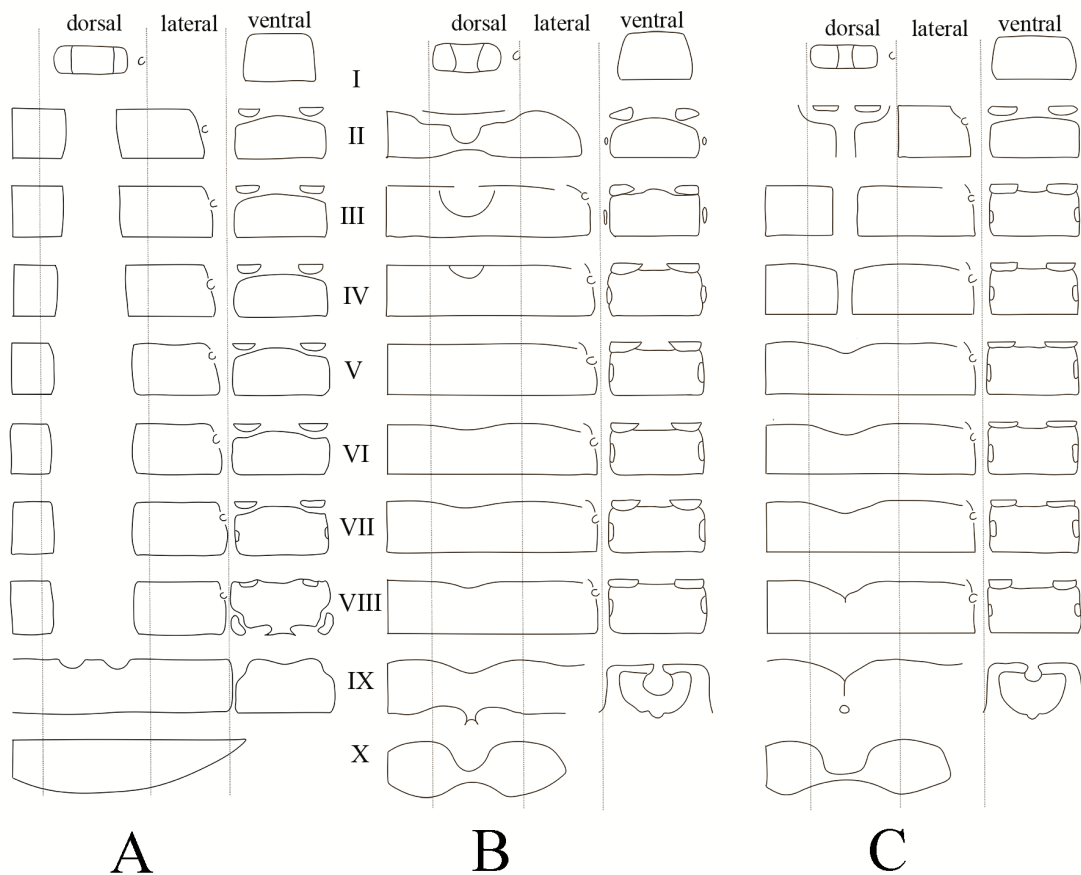 dorsal lateral ventral dorsal lateral ventral dorsal lateral ventral
I
II
III
IV
V
VI
VII
VIII
IX
X
A B C